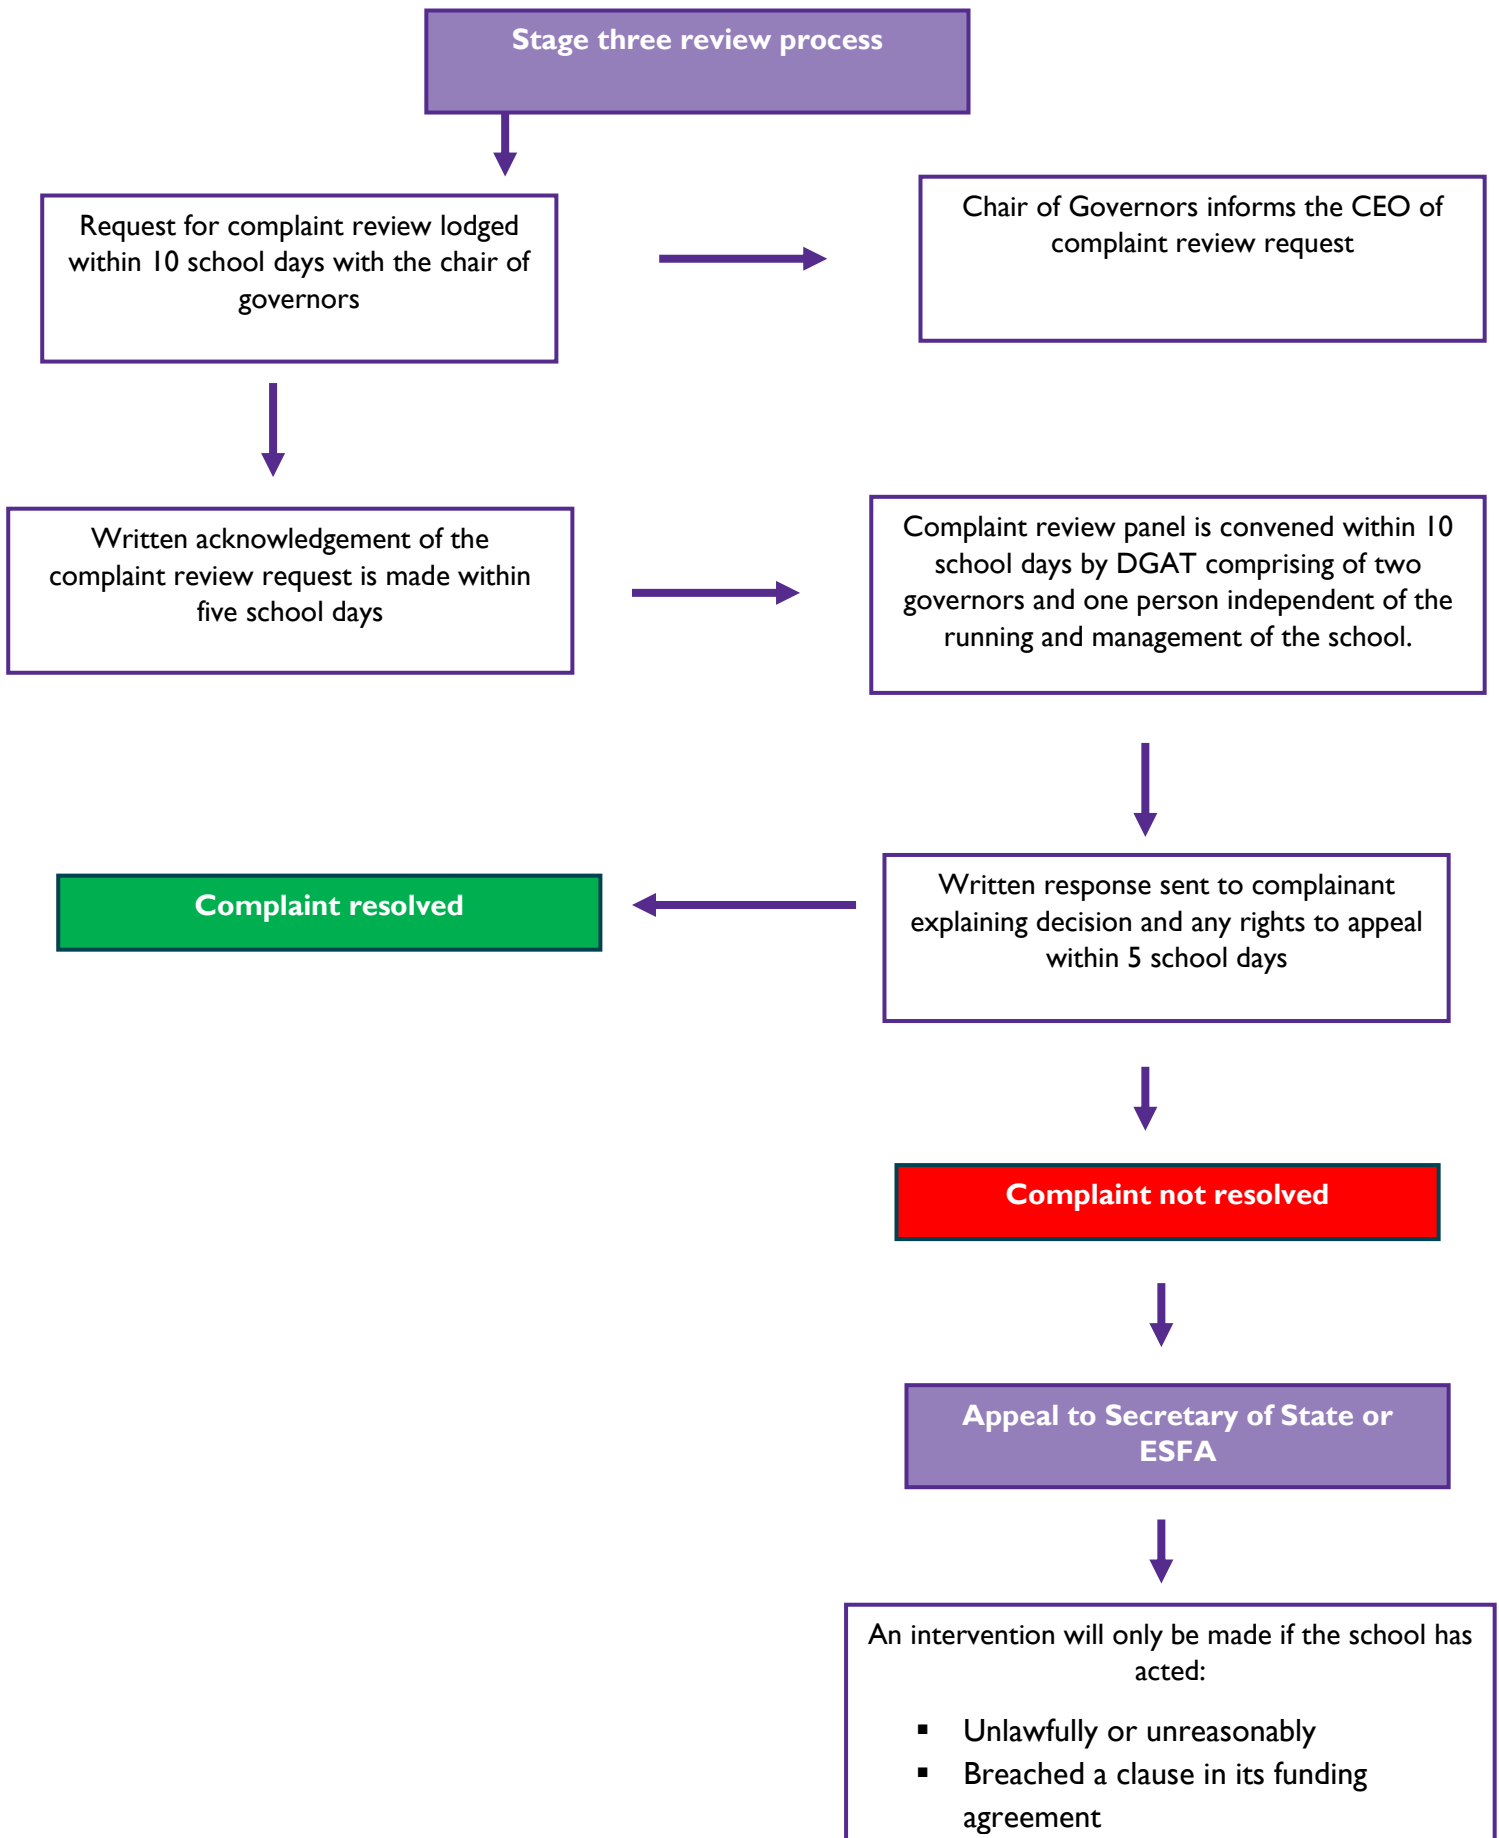 Stage three review process
Request for complaint review lodged
within 10 school days with the chair of
governors
Chair of Governors informs the CEO of
complaint review request
Written acknowledgement of the
complaint review request is made within
five school days
Complaint review panel is convened within 10
school days by DGAT comprising of two
governors and one person independent of the
running and management of the school.
Complaint resolved
Written response sent to complainant
explaining decision and any rights to appeal
within 5 school days
Complaint not resolved
Appeal to Secretary of State or
ESFA
An intervention will only be made if the school has
acted:
▪ Unlawfully or unreasonably
▪ Breached a clause in its funding
agreement